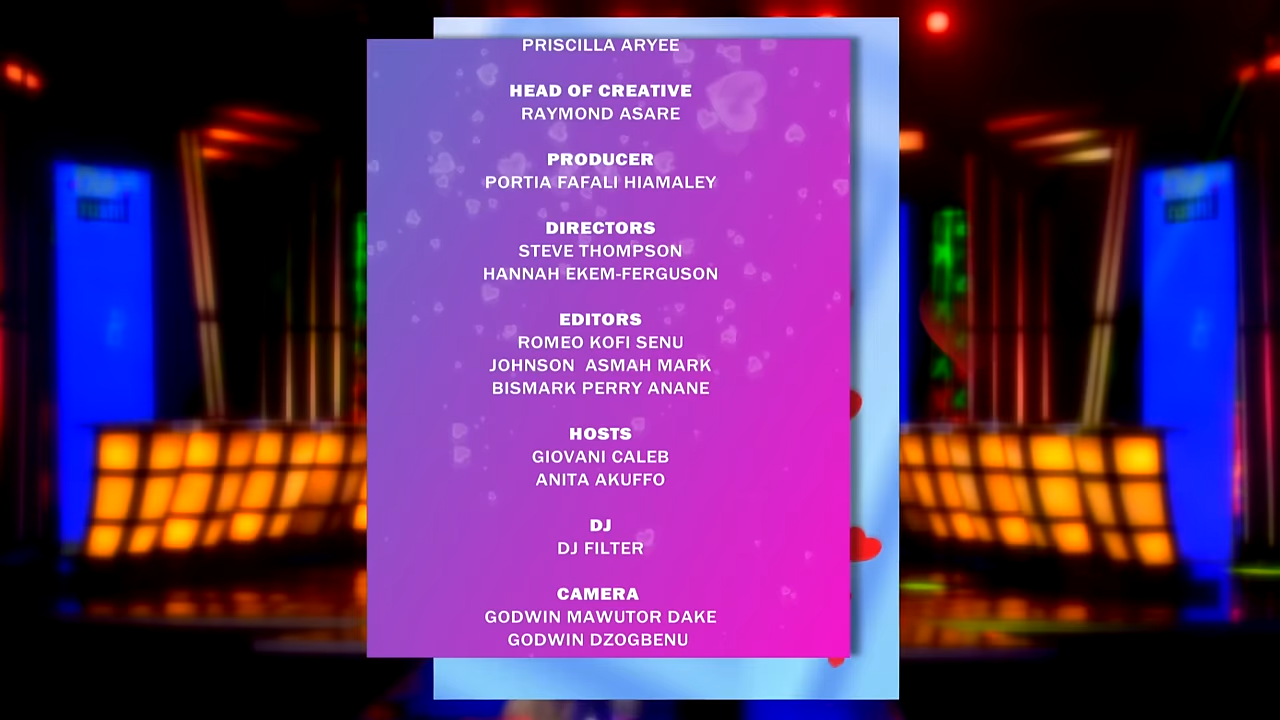 PRISCILLA ARYEE
HEAD OF CREATIVE
RAYMOND ASARE
PRODUCER
PORTIA FAFALI HIAMALEY
DIRECTORS
STEVE THOMPSON
HANNAH EKEM-FERGUSON
EDITORS
ROMEO KOFI SENU
JOHNSON  ASMAH MARK
BISMARK PERRY ANANE
HOSTS
GIOVANI CALEB
ANITA AKUFFO
DJ
DJ FILTER
CAMERA
GODWIN MAWUTOR DAKE
GODWIN DZOGBENU